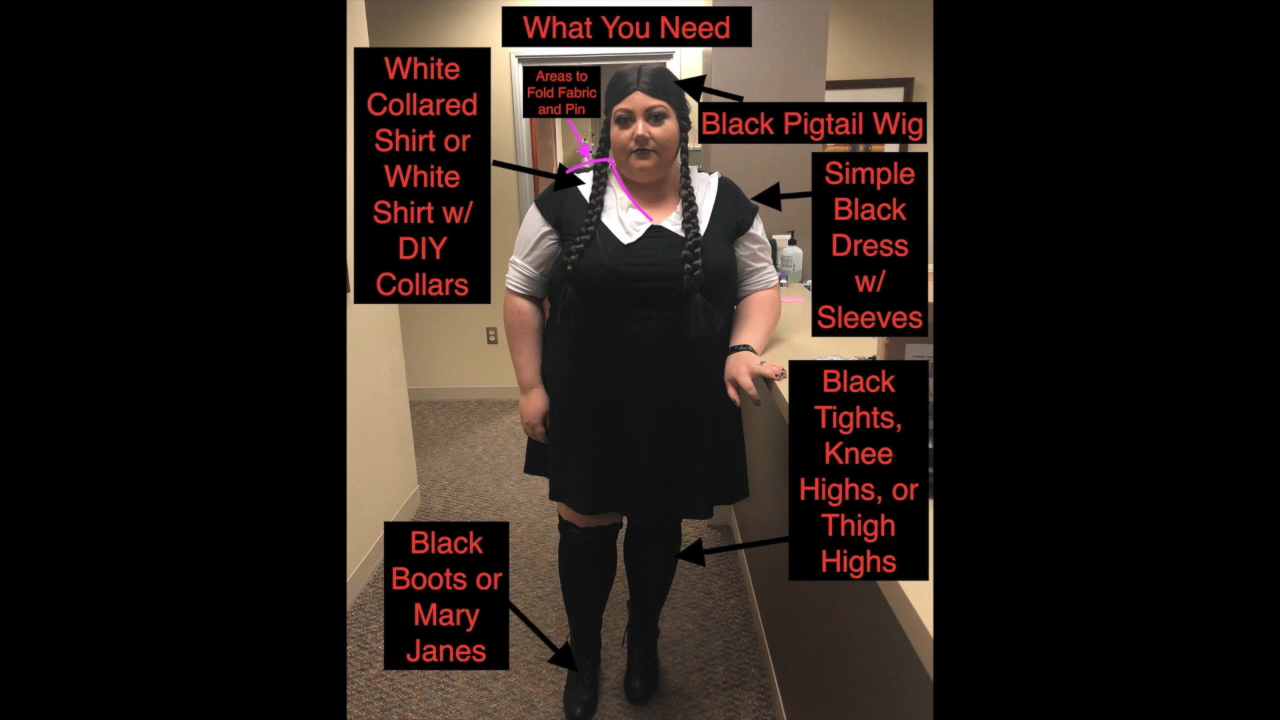 What You Need
White
Collared
Shirt or
White
Shirt w/
DIY
Collars
Areas to
Fold Fabric
and Pin
Black Pigtail Wig
Simple
Black
Dress
w/
Sleeves
Black
Tights,
Knee
Highs, or
Thigh
Highs
Black
Boots or
Mary
Janes